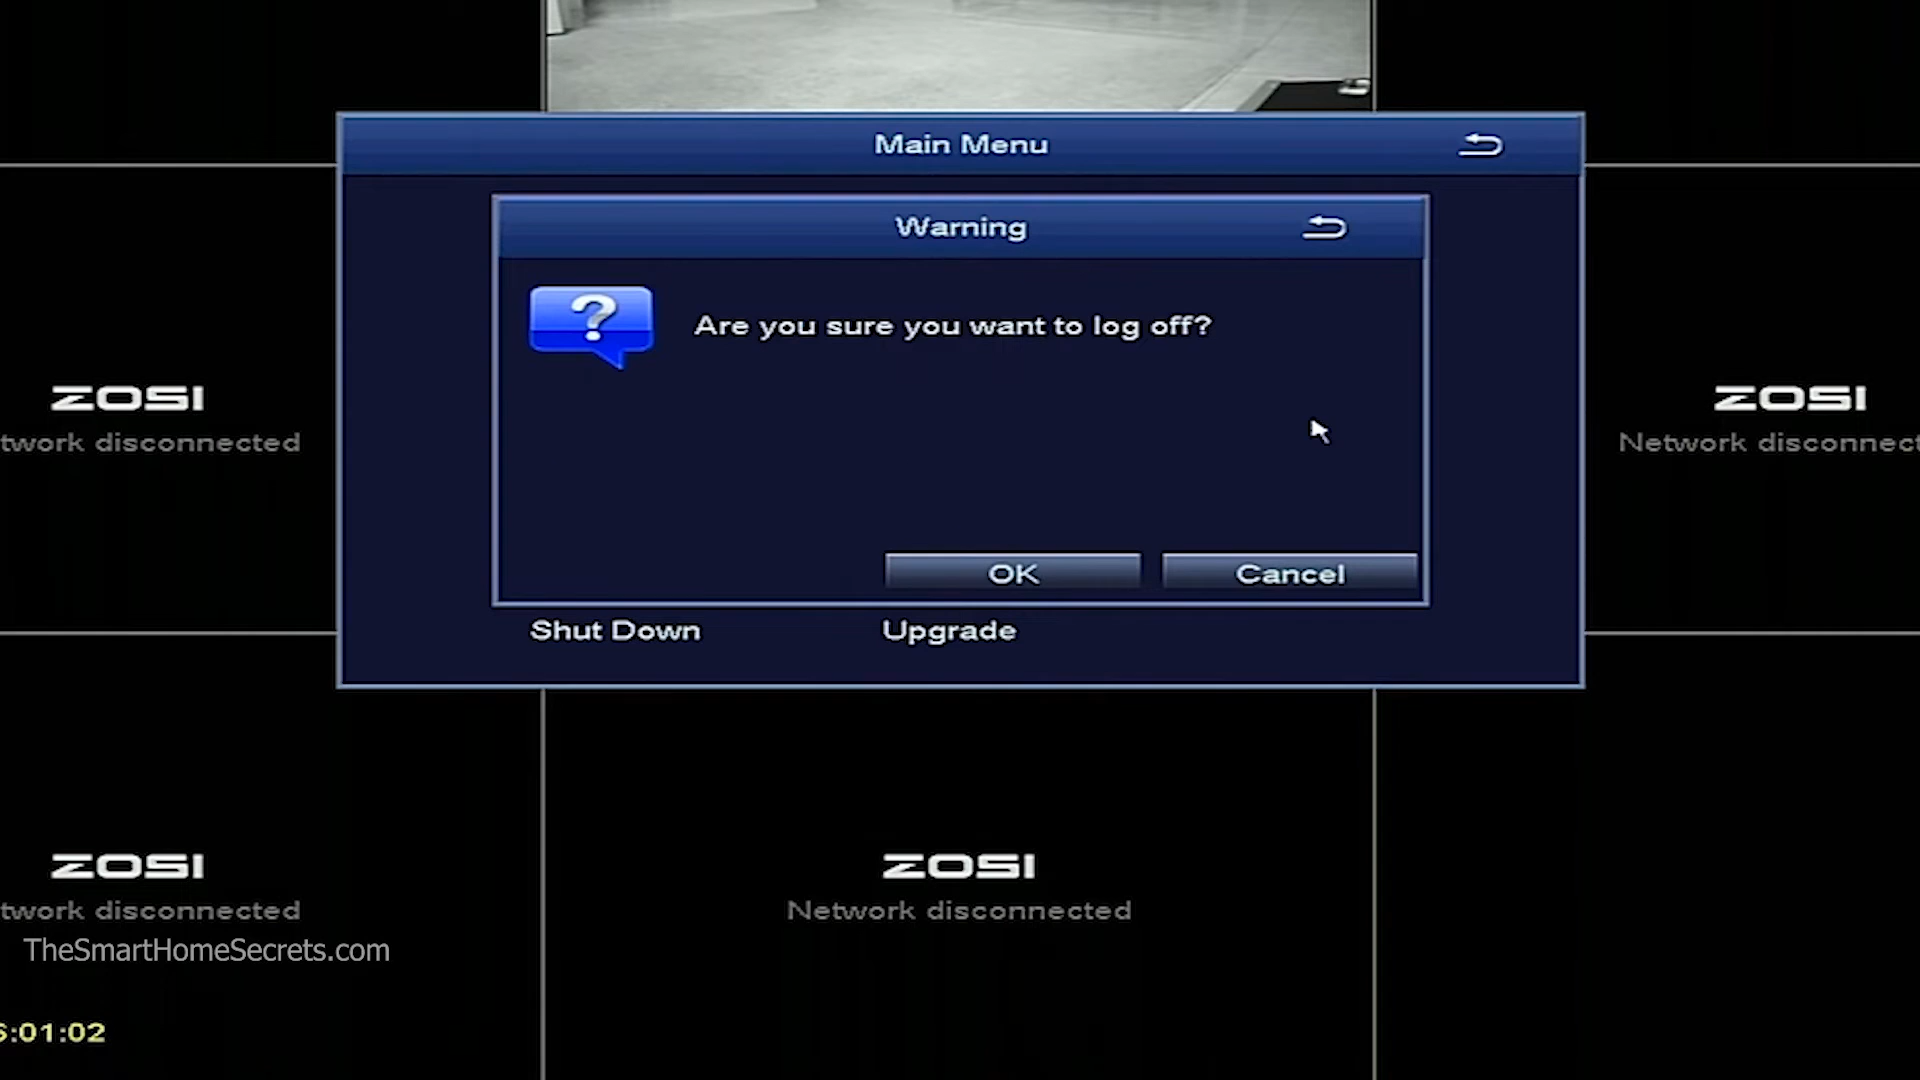 Main Menu
Warning
?
Are you sure you want to log off?
OK
Cancel
Shut Down
Upgrade
ZOSI
twork disconnected
ZOSI
Network disconnect
ZOSI
twork disconnected
ZOSI
Network disconnected
TheSmartHomeSecrets.com
:01:02